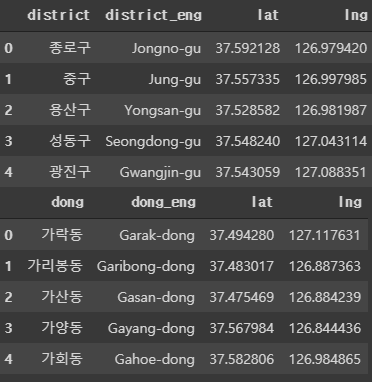 district district_eng lat lng
0 종로구 Jongno-gu 37.592128 126.979420
1 중구 Jung-gu 37.557335 126.997985
2 용산구 Yongsan-gu 37.528582 126.981987
3 성동구 Seongdong-gu 37.548240 127.043114
4 광진구 Gwangjin-gu 37.543059 127.088351
dong dong_eng lat lng
0 가락동 Garak-dong 37.494280 127.117631
1 가리봉동 Garibong-dong 37.483017 126.887363
2 가산동 Gasan-dong 37.475469 126.884239
3 가양동 Gayang-dong 37.567984 126.844436
4 가회동 Gahoe-dong 37.582806 126.984865